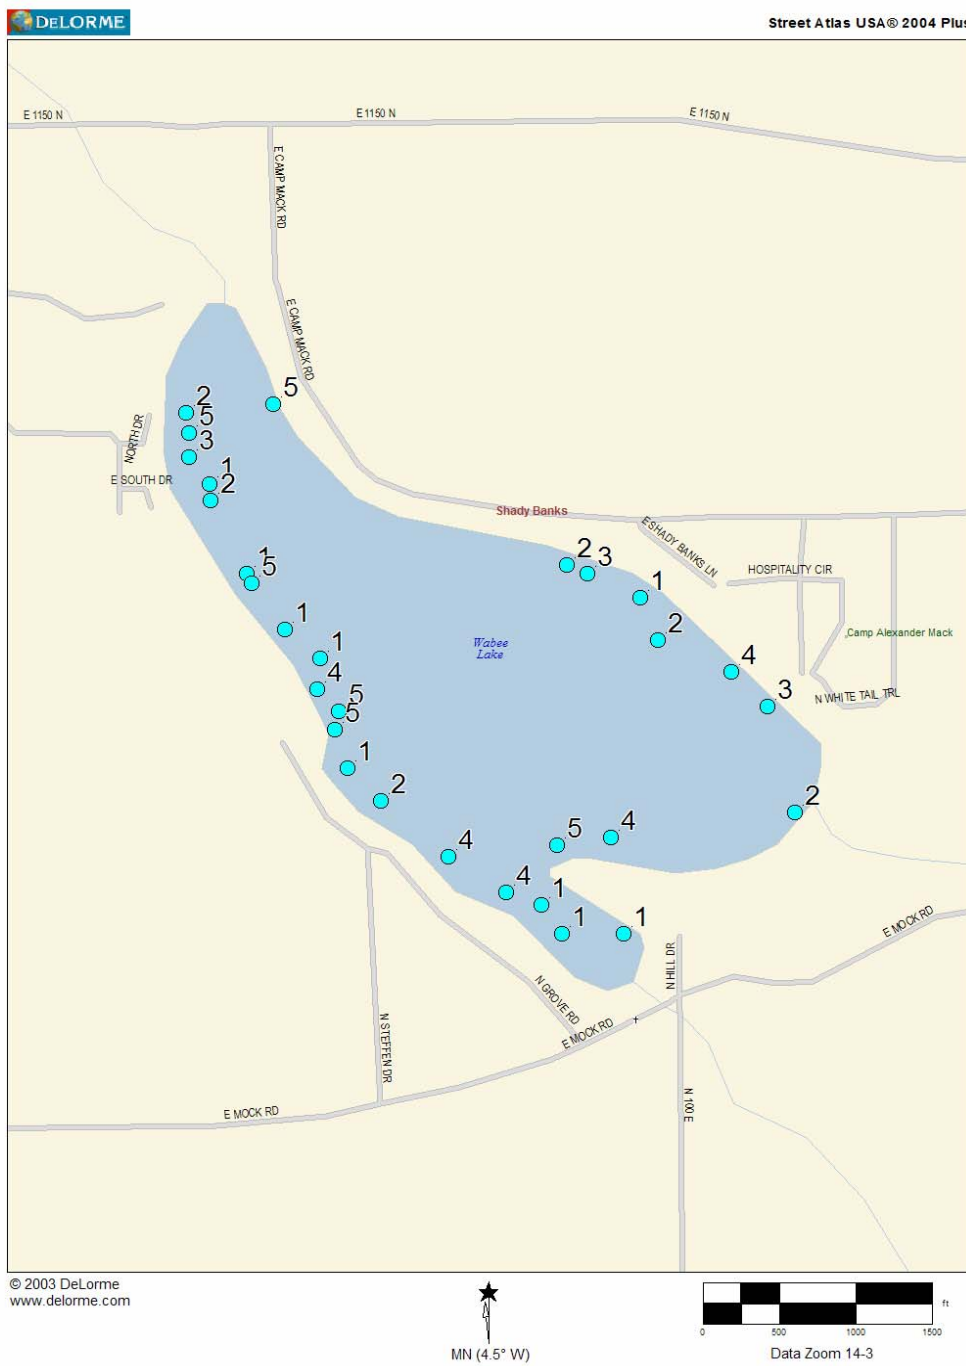 DELORME
Street Atlas USA® 2004 Plus
E 1150 N
E 1150 N
E 1150 N
E CAMP MACK RD
E CAMP MACK RD
5
2
5
3
NORTH DR
1
E SOUTH DR
2
Shady Banks
E SHADY BANKS LN
1
5
2
3
HOSPITALITY CIR
1
1
2
Camp Alexander Mack
Wabee
Lake
1
4
4
N WHITE TAIL TRL
5
3
5
1
2
2
4
5
4
4
1
1
1
E MOCK RD
N HILL DR
N GROVE RD
E MOCK RD
N STEFFEN DR
N 100 E
E MOCK RD
© 2003 DeLorme
www.delorme.com
MN (4.5° W)
ft
0 500 1000 1500
Data Zoom 14-3